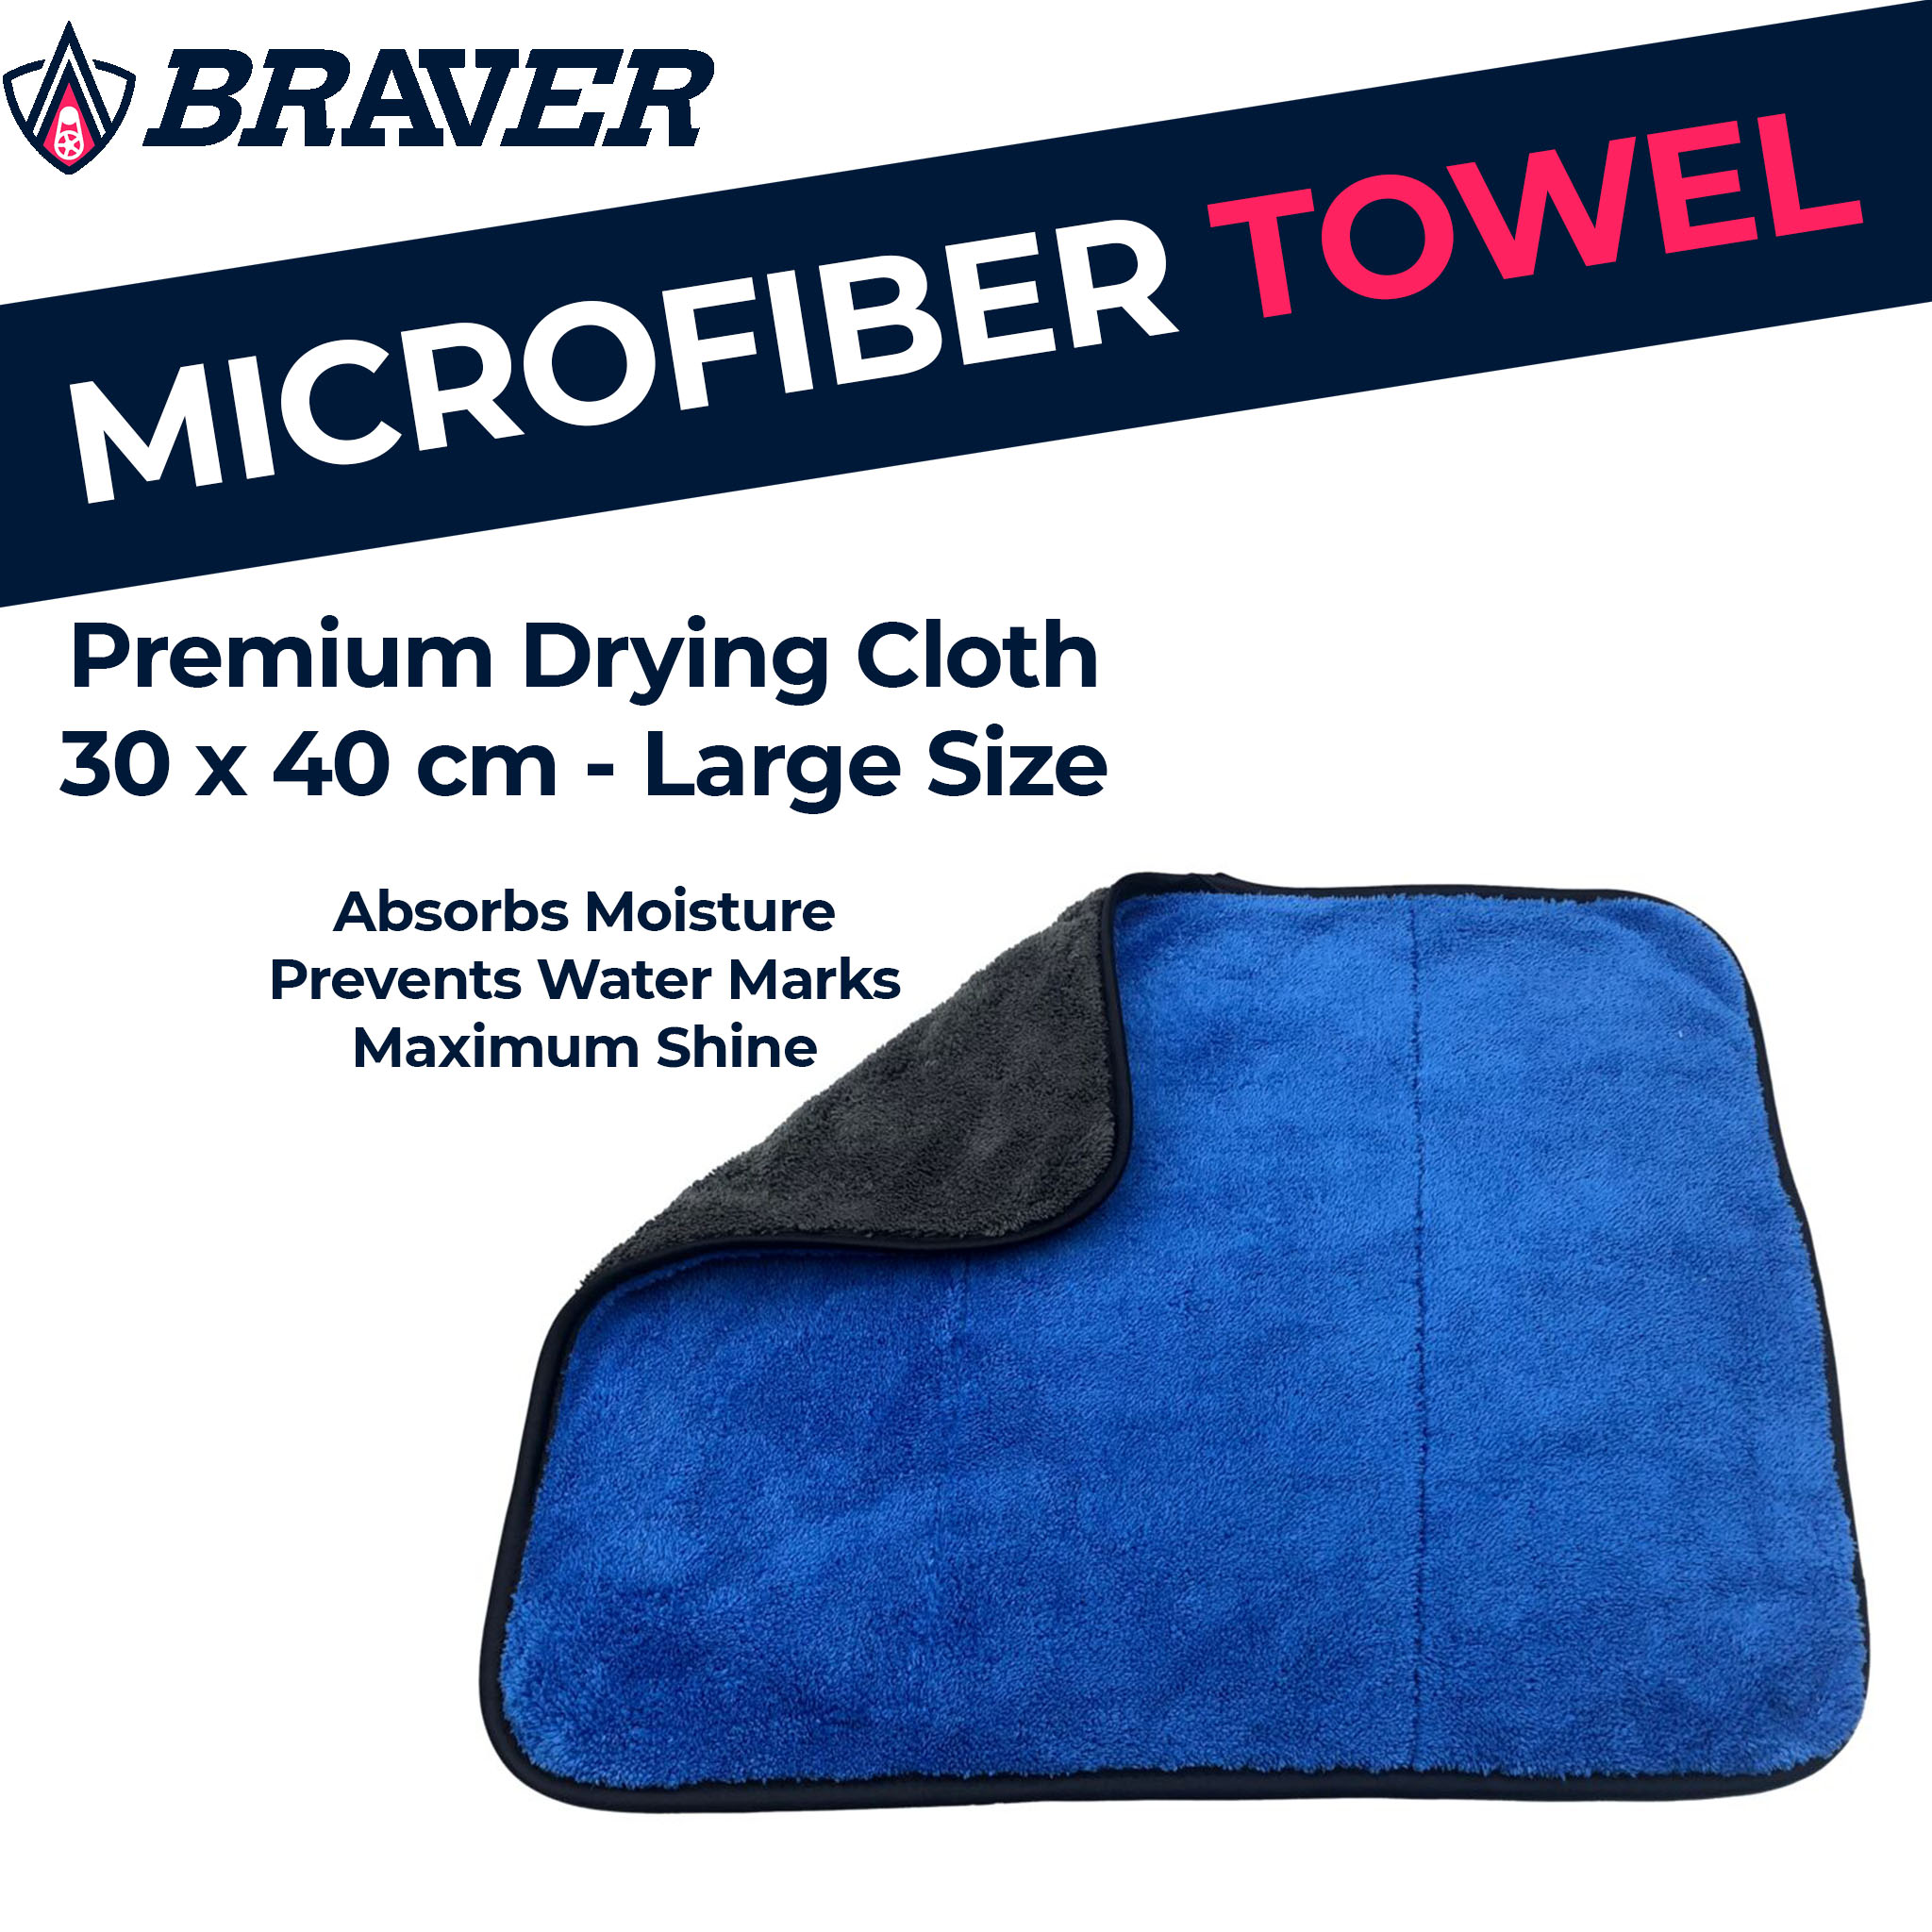 BRAVER
MICROFIBER TOWEL
Premium Drying Cloth
30 x 40 cm - Large Size
Absorbs Moisture
Prevents Water Marks
Maximum Shine